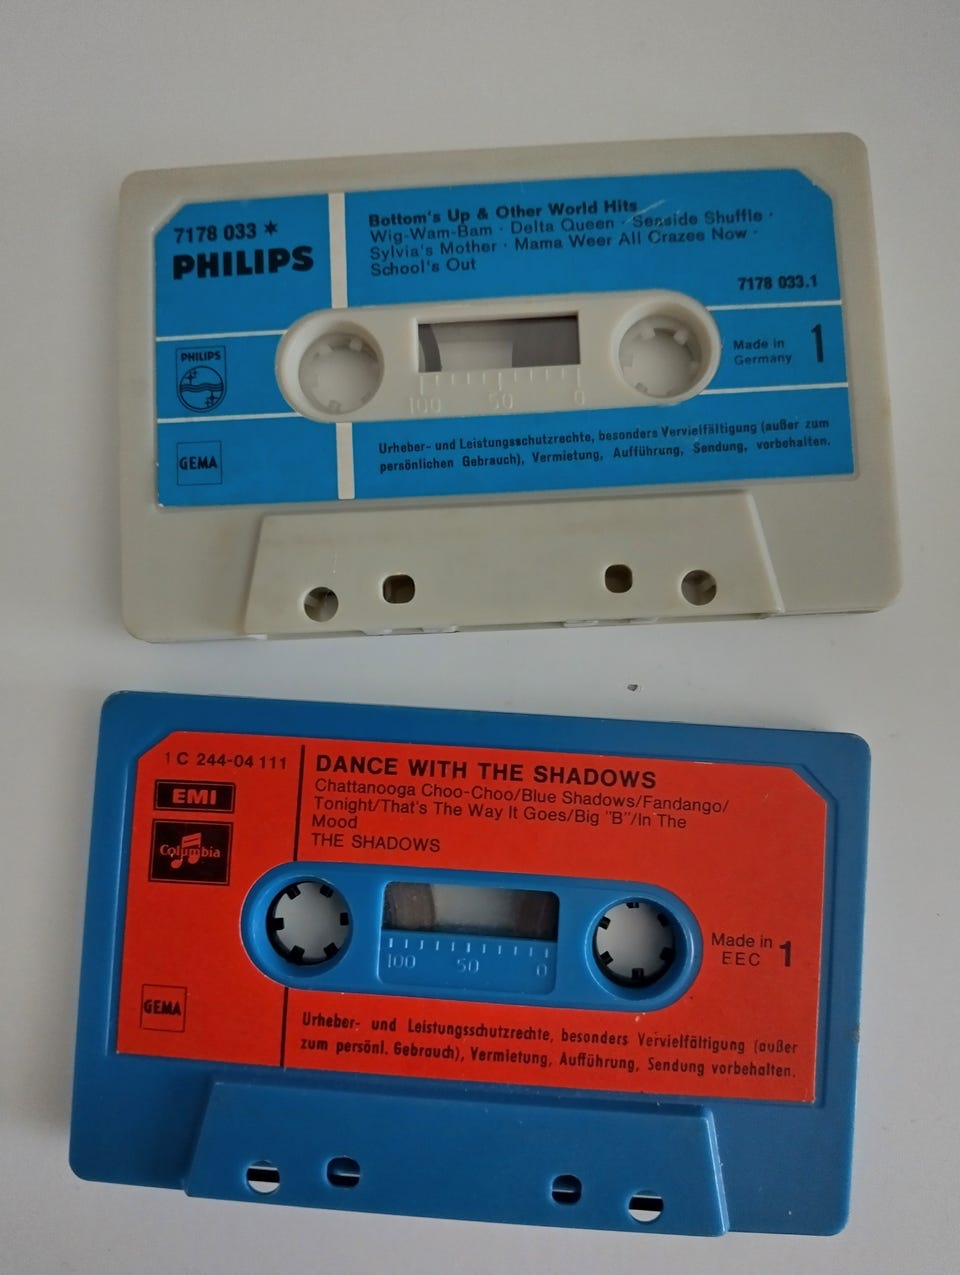 7178 033 *
PHILIPS
Bottom's Up & Other World Hits
Wig-Wam-Bam · Delta Queen · Seaside Shuffle ·
Sylvia's Mother · Mama Weer All Crazee Now ·
School's Out
7178 033.1
PHILIPS
Made in
Germany
1
100 50 0
GEMA
Urheber- und Leistungsschutzrechte, besonders Vervielfältigung (außer zum
persönlichen Gebrauch), Vermietung, Aufführung, Sendung, vorbehalten.
1 C 244-04 111
EMI
Columbia
DANCE WITH THE SHADOWS
Chattanooga Choo-Choo/Blue Shadows/Fandango/
Tonight/That's The Way It Goes/Big "B"/In The
Mood
THE SHADOWS
100 50 0
Made in
EEC
1
GEMA
Urheber- und Leistungsschutzrechte, besonders Vervielfältigung (außer
zum persönl. Gebrauch), Vermietung, Aufführung, Sendung vorbehalten.